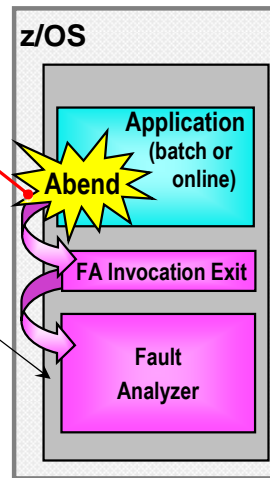 z/OS
Application
(batch or
online)
Abend
FA Invocation Exit
Fault
Analyzer